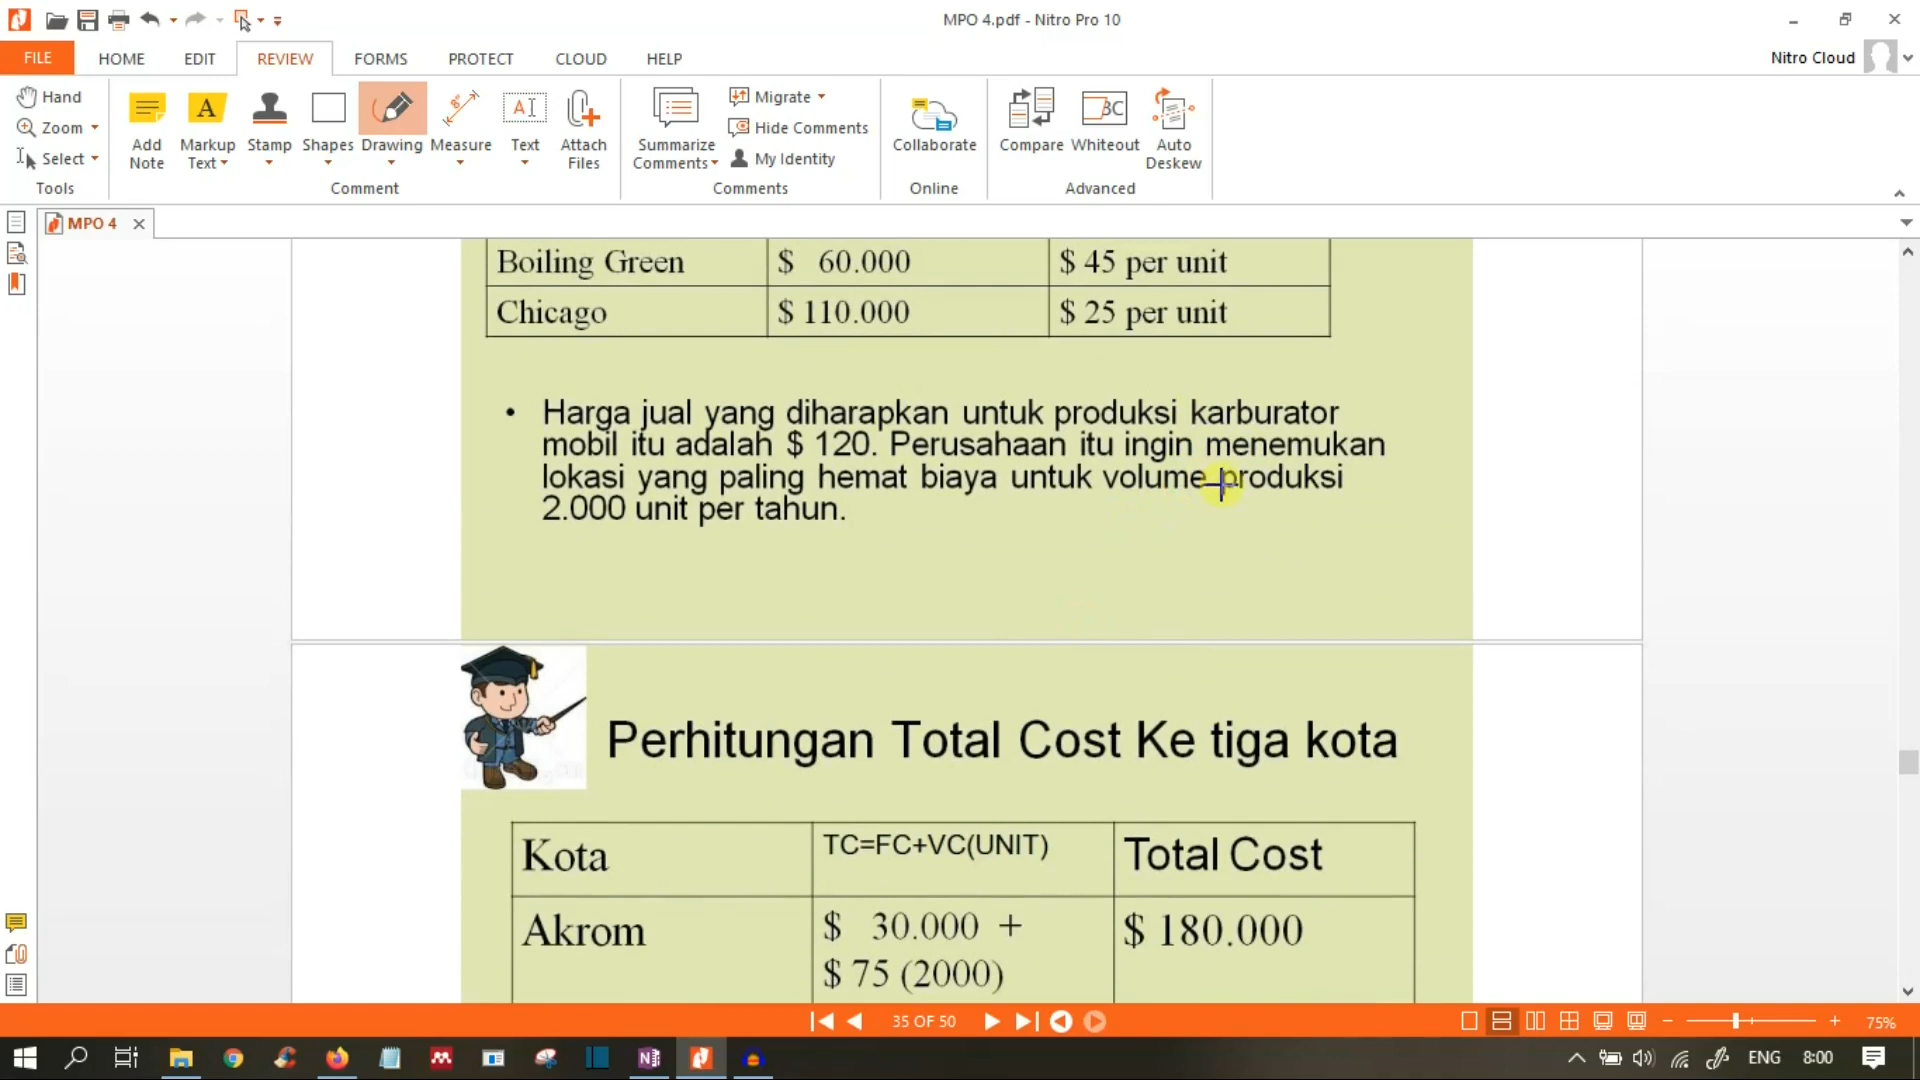 MPO 4.pdf - Nitro Pro 10
FILE HOME EDIT REVIEW FORMS PROTECT CLOUD HELP Nitro Cloud
Hand
Zoom
Select
Tools
Add Note
Markup Text
Stamp
Shapes
Drawing
Measure
Text
Attach Files
Comment
Summarize Comments
Migrate
Hide Comments
My Identity
Comments
Collaborate
Online
Compare
Whiteout
Auto Deskew
Advanced
MPO 4
Boiling Green $ 60.000 $ 45 per unit
Chicago $ 110.000 $ 25 per unit
• Harga jual yang diharapkan untuk produksi karburator
mobil itu adalah $ 120. Perusahaan itu ingin menemukan
lokasi yang paling hemat biaya untuk volume produksi
2.000 unit per tahun.
Perhitungan Total Cost Ke tiga kota
Kota TC=FC+VC(UNIT) Total Cost
Akrom $ 30.000 + $ 180.000
$ 75 (2000)
35 OF 50
75%
ENG 8:00